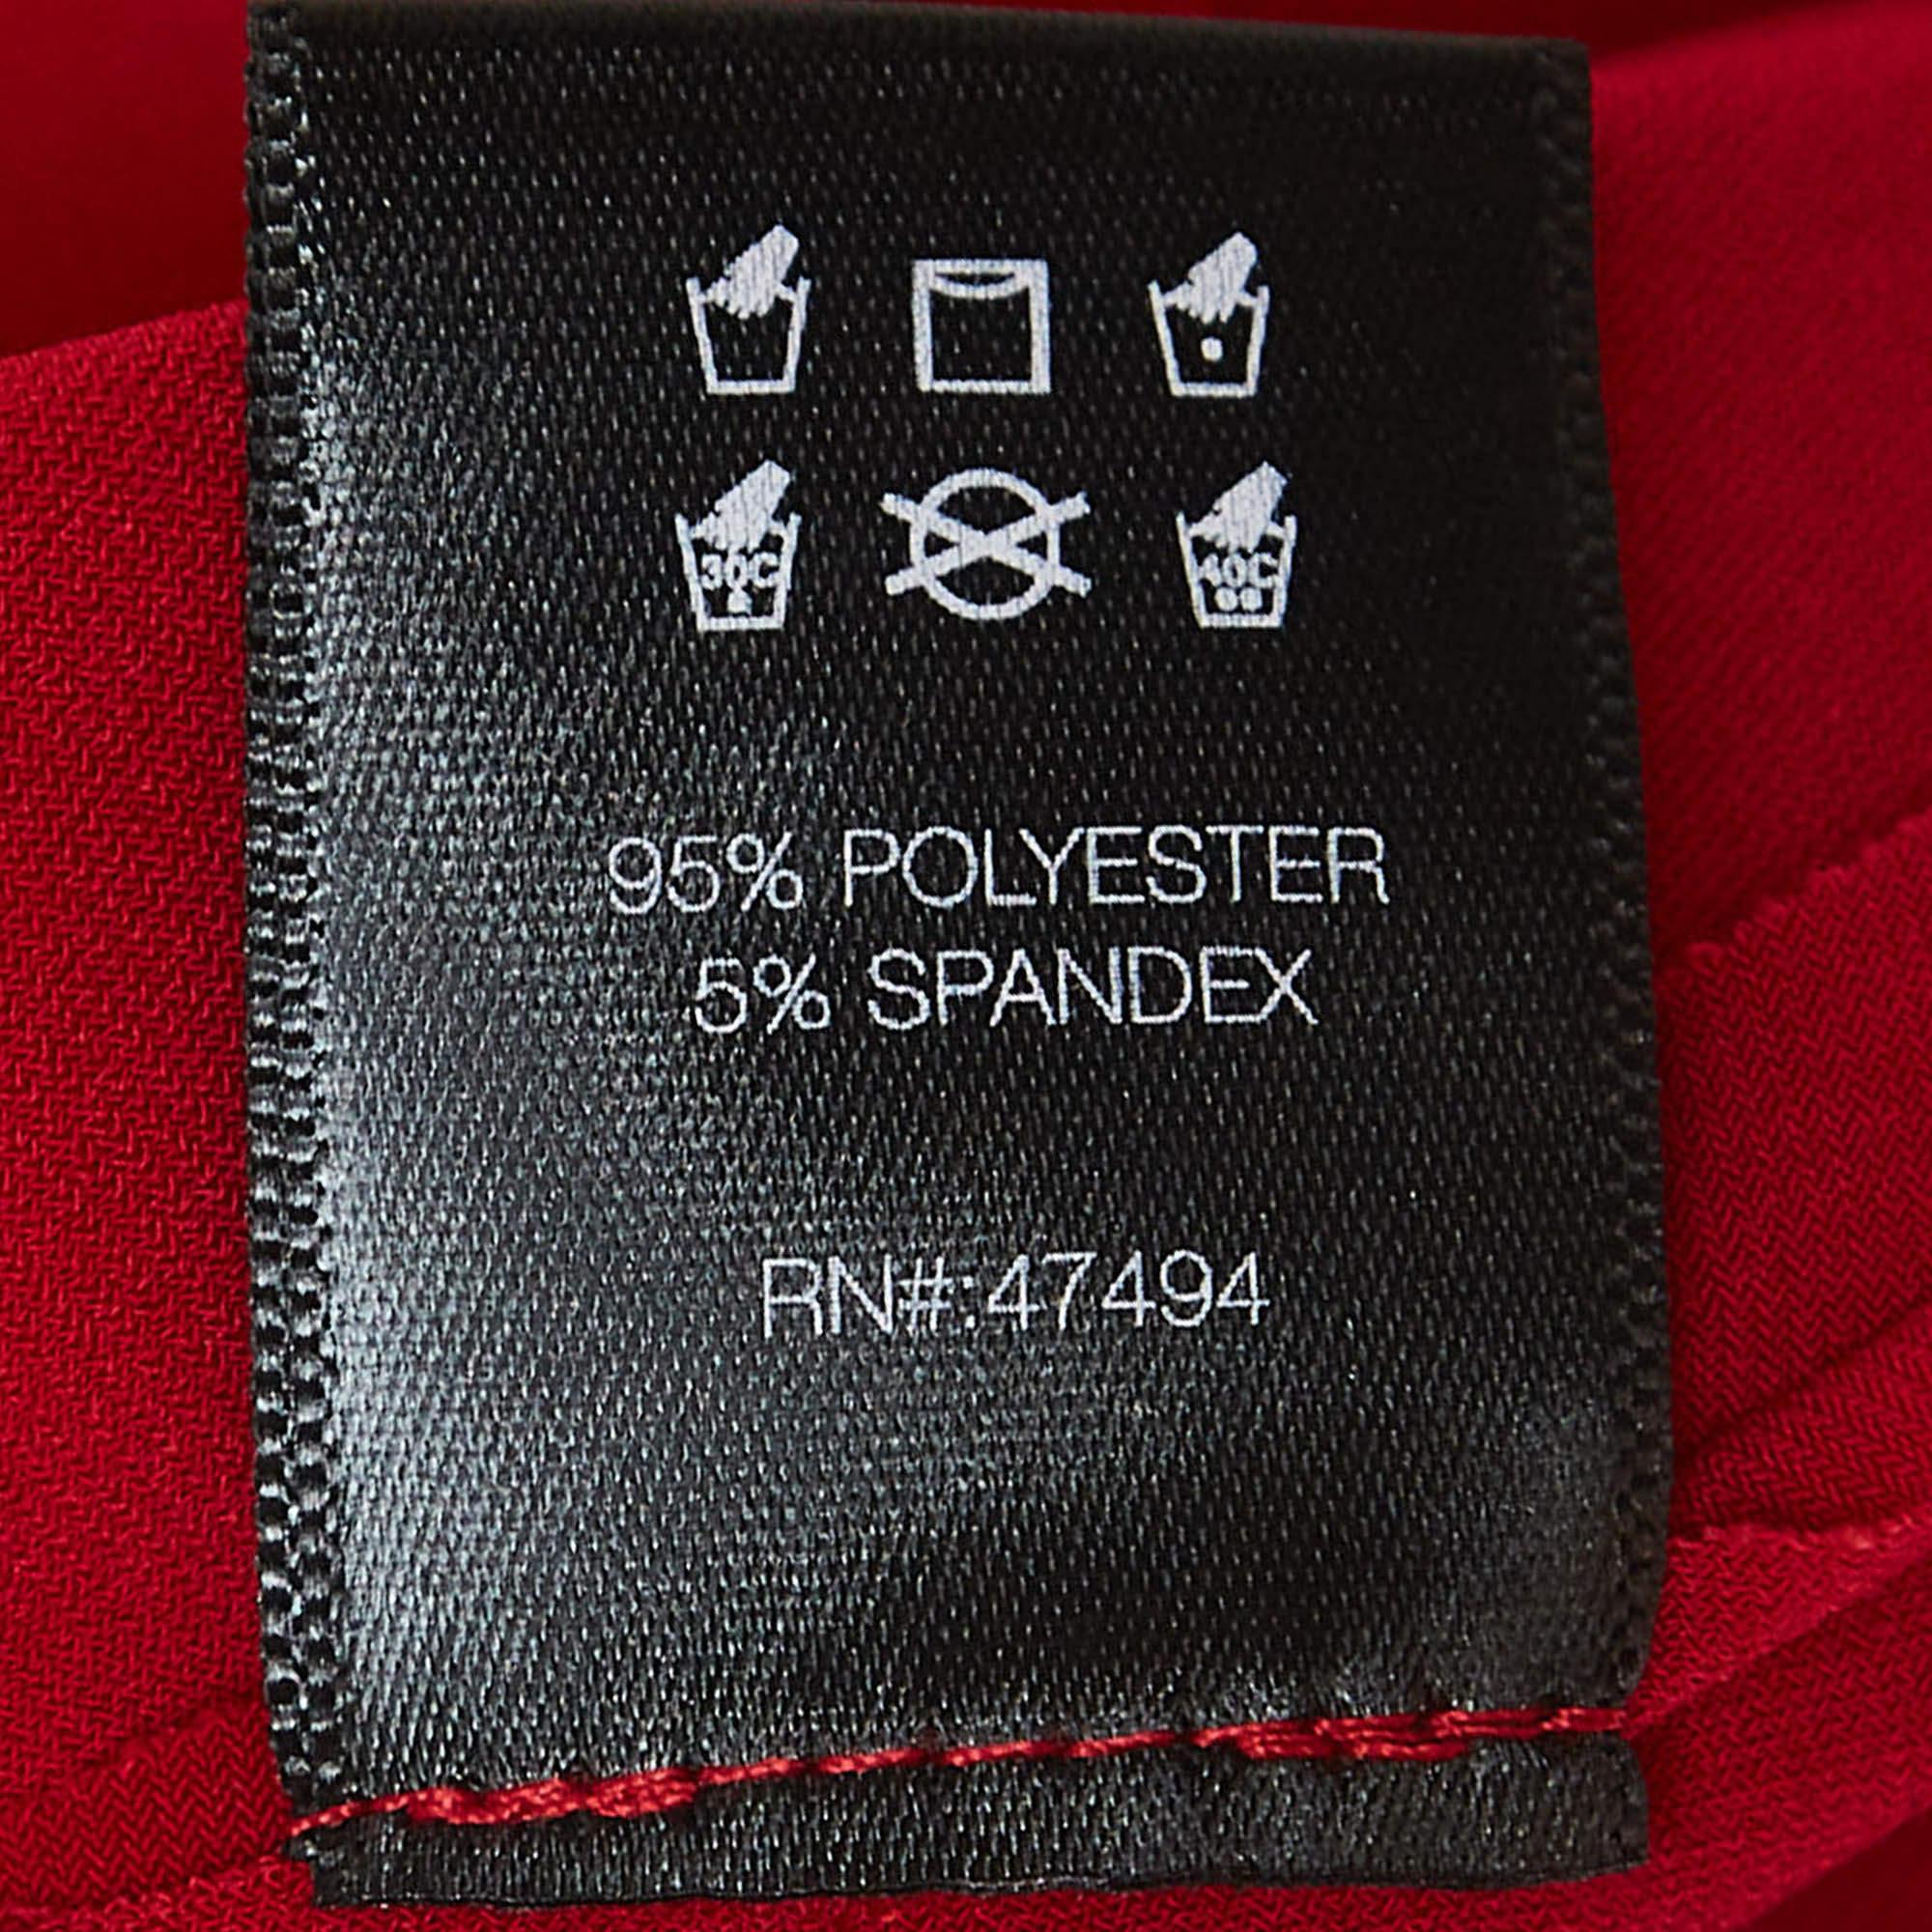 30C 40C
95% POLYESTER
5% SPANDEX
RN#:47494